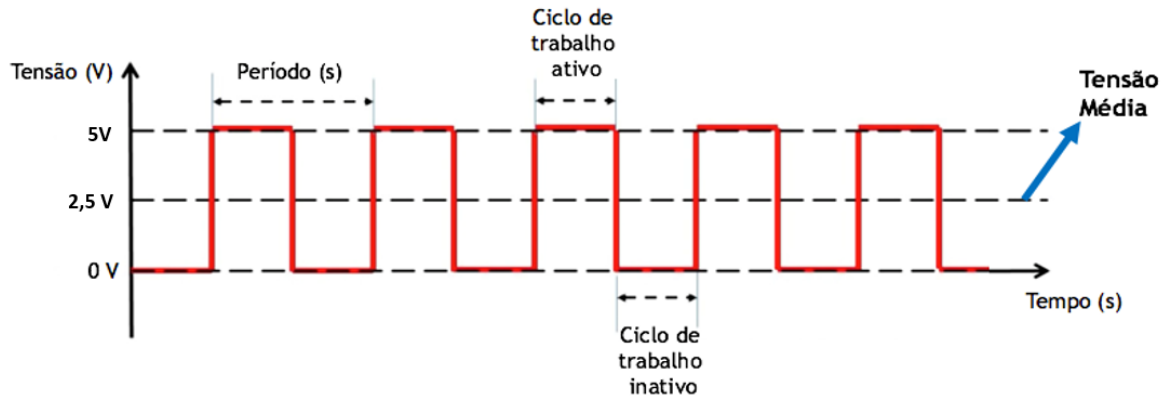 Ciclo de
trabalho
ativo
Tensão (V)
Período (s)
Tensão
Média
5V
2,5 V
0 V
Tempo (s)
Ciclo de
trabalho
inativo